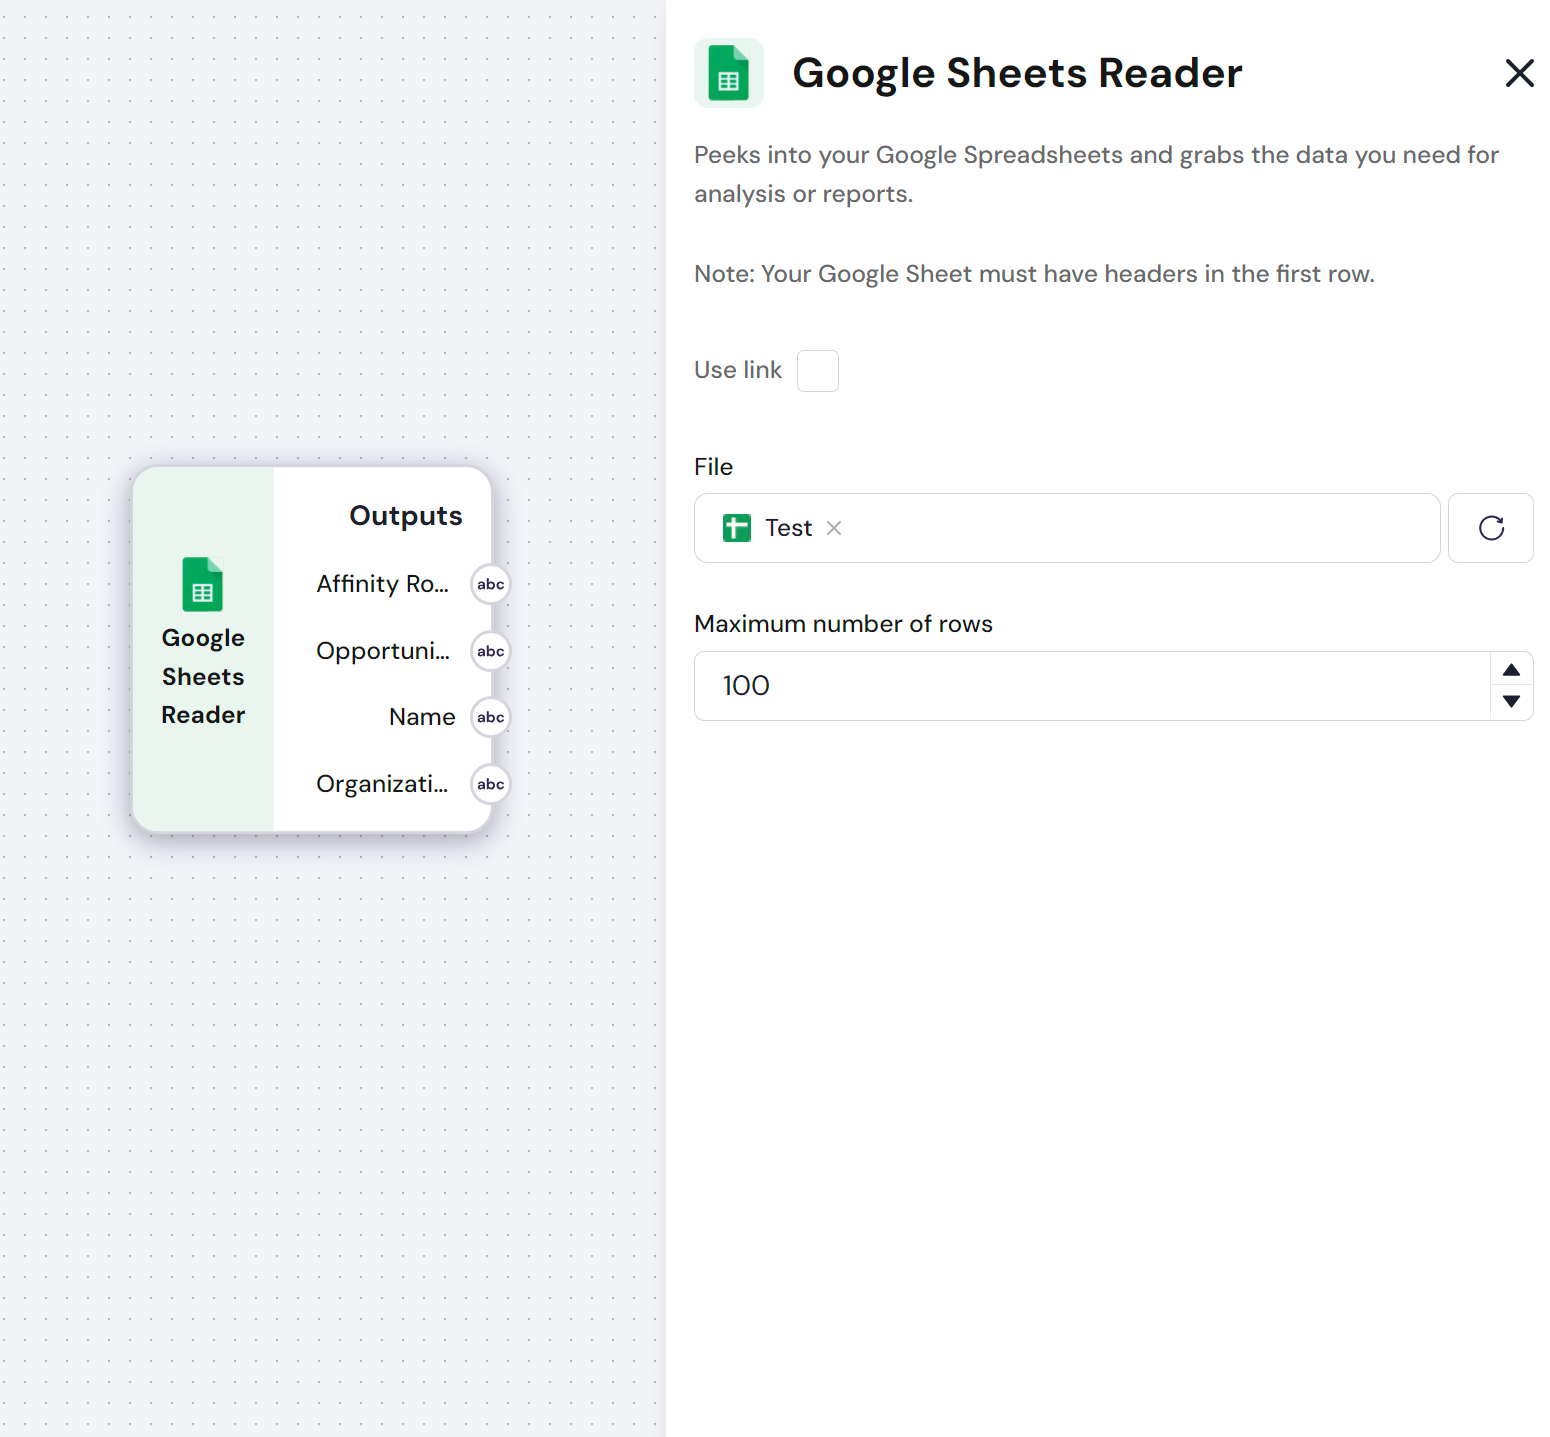 Google Sheets Reader
Peeks into your Google Spreadsheets and grabs the data you need for
analysis or reports.
Note: Your Google Sheet must have headers in the first row.
Use link
File
Test
Maximum number of rows
100
Google
Sheets
Reader
Outputs
Affinity Ro... abc
Opportuni... abc
Name abc
Organizati... abc